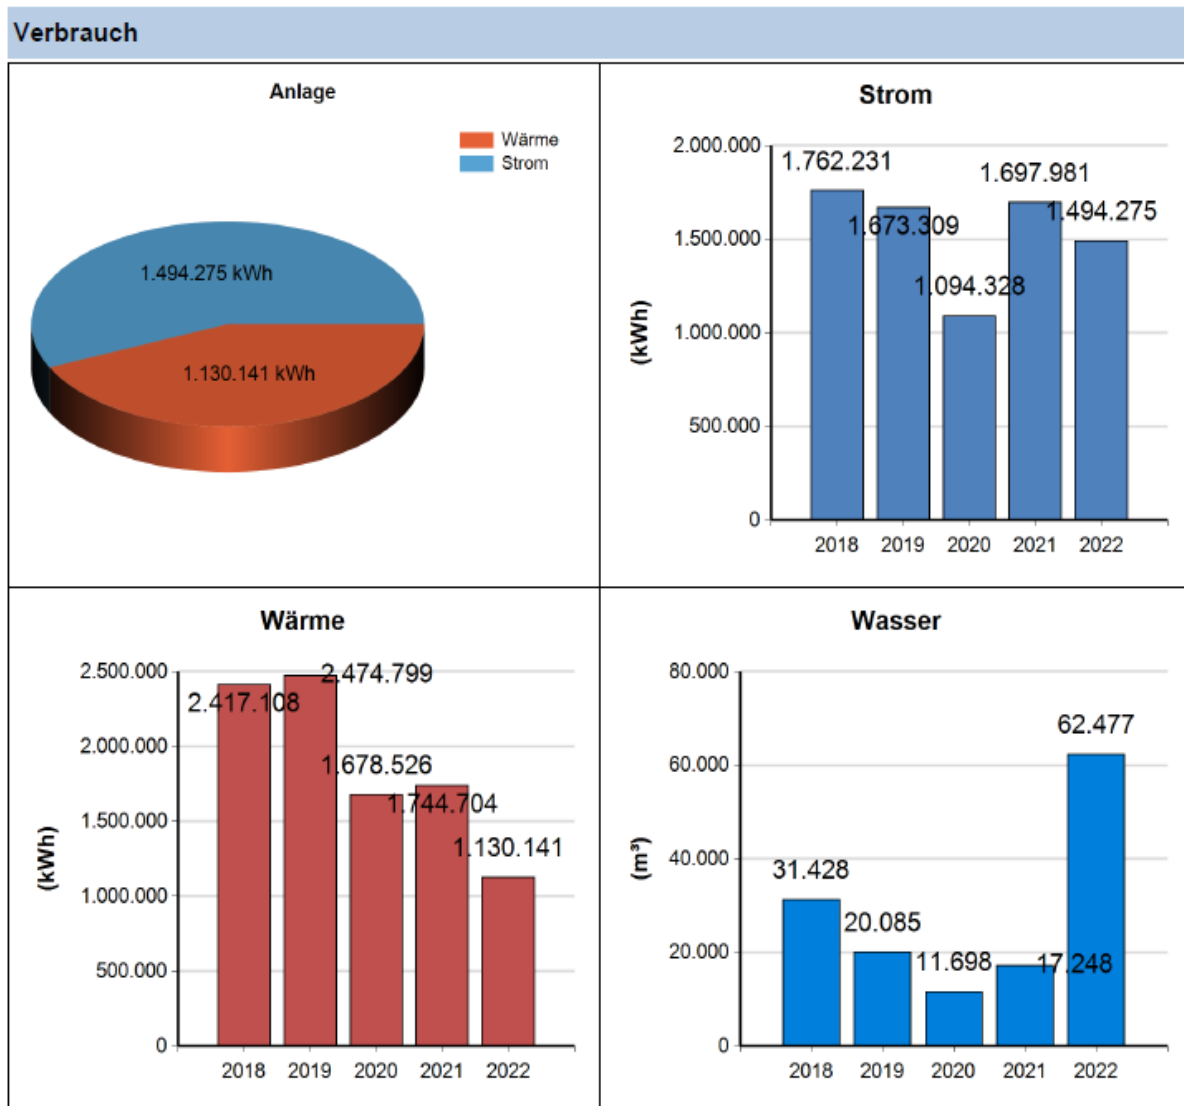 Verbrauch
Anlage
Wärme
Strom
1.494.275 kWh
1.130.141 kWh
Strom
2.000.000
1.500.000
1.000.000
500.000
0
(kWh)
1.762.231
1.673.309
1.094.328
1.697.981
1.494.275
2018 2019 2020 2021 2022
Wärme
2.500.000
2.000.000
1.500.000
1.000.000
500.000
0
(kWh)
2.417.108
2.474.799
1.678.526
1.744.704
1.130.141
2018 2019 2020 2021 2022
Wasser
80.000
60.000
40.000
20.000
0
(m³)
31.428
20.085
11.698
17.248
62.477
2018 2019 2020 2021 2022